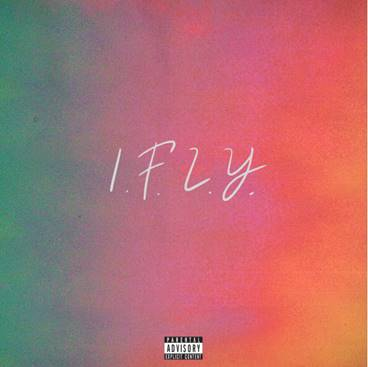 I.F.L.Y.
PARENTAL
ADVISORY
EXPLICIT CONTENT